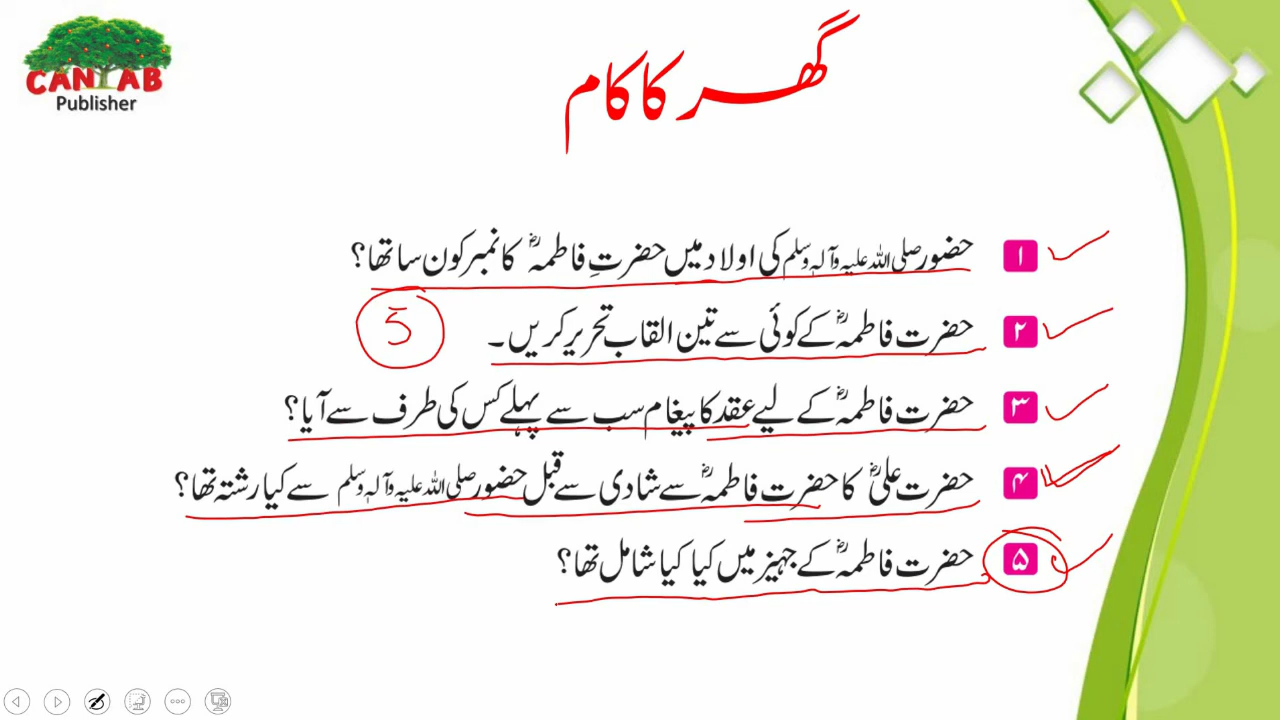 CANTAB
Publisher
گھر کا کام
۱ حضور صلی اللہ علیہ وآلہٖ وسلم کی اولاد میں حضرتِ فاطمہؓ کا نمبر کون سا تھا؟
۲ حضرت فاطمہؓ کے کوئی سے تین القاب تحریر کریں۔
5
۳ حضرت فاطمہؓ کے لیے عقد کا پیغام سب سے پہلے کس کی طرف سے آیا؟
۴ حضرت علیؓ کا حضرت فاطمہؓ سے شادی سے قبل حضور صلی اللہ علیہ وآلہٖ وسلم سے کیا رشتہ تھا؟
۵ حضرت فاطمہؓ کے جہیز میں کیا کیا شامل تھا؟